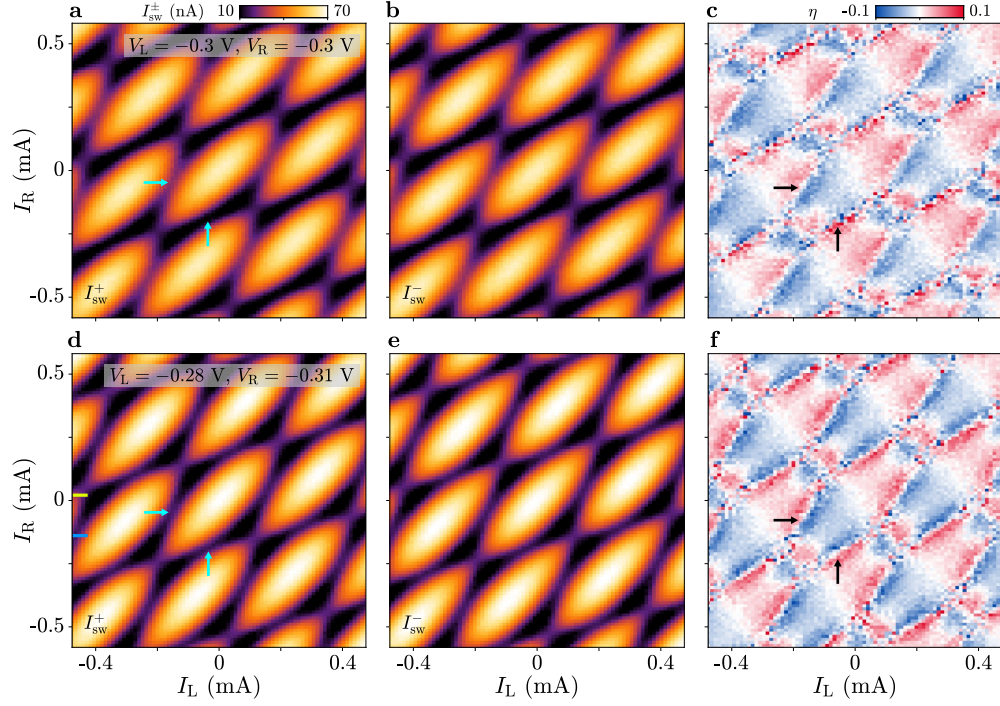 a I±sw (nA) 10 70 b c η -0.1 0.1
VL = −0.3 V, VR = −0.3 V
0.5
0
-0.5
IR (mA)
I+sw
I−sw
d e f
VL = −0.28 V, VR = −0.31 V
0.5
0
-0.5
IR (mA)
I+sw
I−sw
-0.4 0 0.4 -0.4 0 0.4 -0.4 0 0.4
IL (mA) IL (mA) IL (mA)